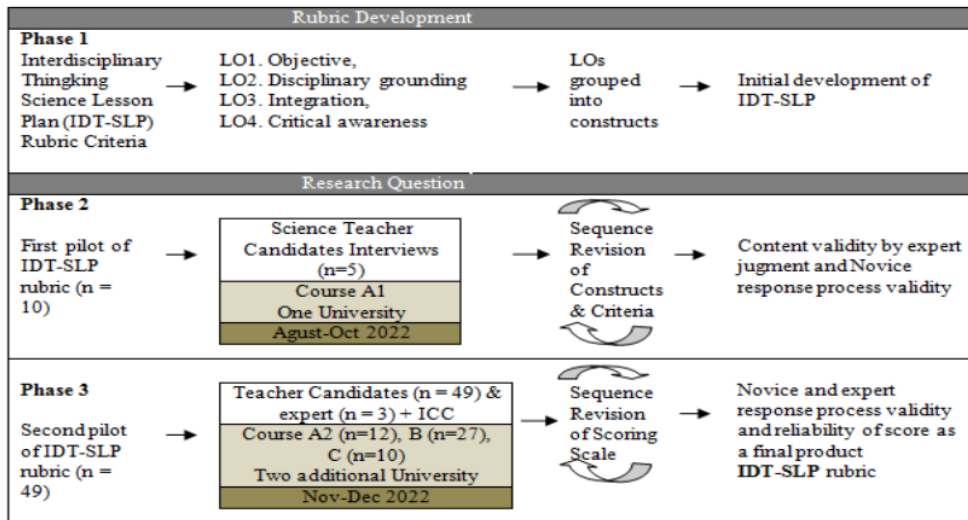 Rubric Development
Phase 1
Interdisciplinary
Thingking
Science Lesson
Plan (IDT-SLP)
Rubric Criteria
LO1. Objective,
LO2. Disciplinary grounding
LO3. Integration,
LO4. Critical awareness
LOs
grouped
into
constructs
Initial development of
IDT-SLP
Research Question
Phase 2
First pilot of
IDT-SLP
rubric (n =
10)
Science Teacher
Candidates Interviews
(n=5)
Course A1
One University
Agust-Oct 2022
Sequence
Revision
of
Constructs
& Criteria
Content validity by expert
jugment and Novice
response process validity
Phase 3
Second pilot
of IDT-SLP
rubric (n =
49)
Teacher Candidates (n = 49) &
expert (n = 3) + ICC
Course A2 (n=12), B (n=27),
C (n=10)
Two additional University
Nov-Dec 2022
Sequence
Revision
of Scoring
Scale
Novice and expert
response process validity
and reliability of score as
a final product
IDT-SLP rubric